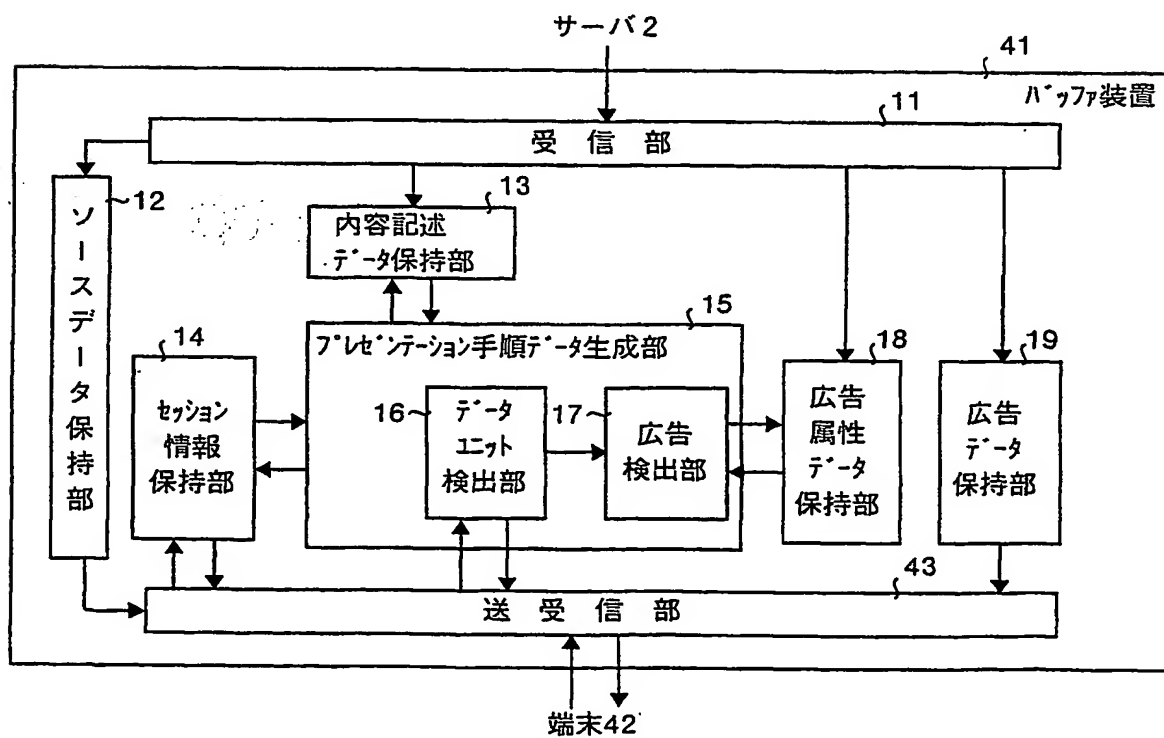 サーバ2
41
バッファ装置
11
受信部
ソースデータ保持部
12
13
内容記述
データ保持部
15
プレゼンテーション手順データ生成部
14
セッション
情報
保持部
16
データ
ユニット
検出部
17
広告
検出部
18
広告
属性
データ
保持部
19
広告
データ
保持部
43
送受信部
端末42